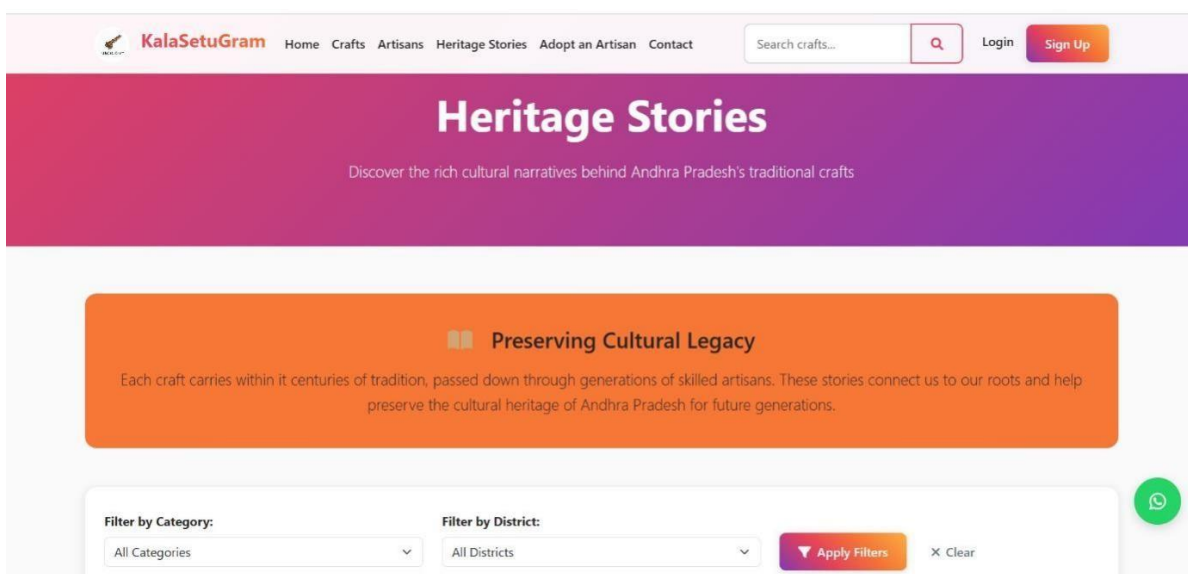 KalaSetuGram Home Crafts Artisans Heritage Stories Adopt an Artisan Contact Search crafts... Login Sign Up
Heritage Stories
Discover the rich cultural narratives behind Andhra Pradesh's traditional crafts
Preserving Cultural Legacy
Each craft carries within it centuries of tradition, passed down through generations of skilled artisans. These stories connect us to our roots and help
preserve the cultural heritage of Andhra Pradesh for future generations.
Filter by Category: Filter by District:
All Categories All Districts Apply Filters Clear